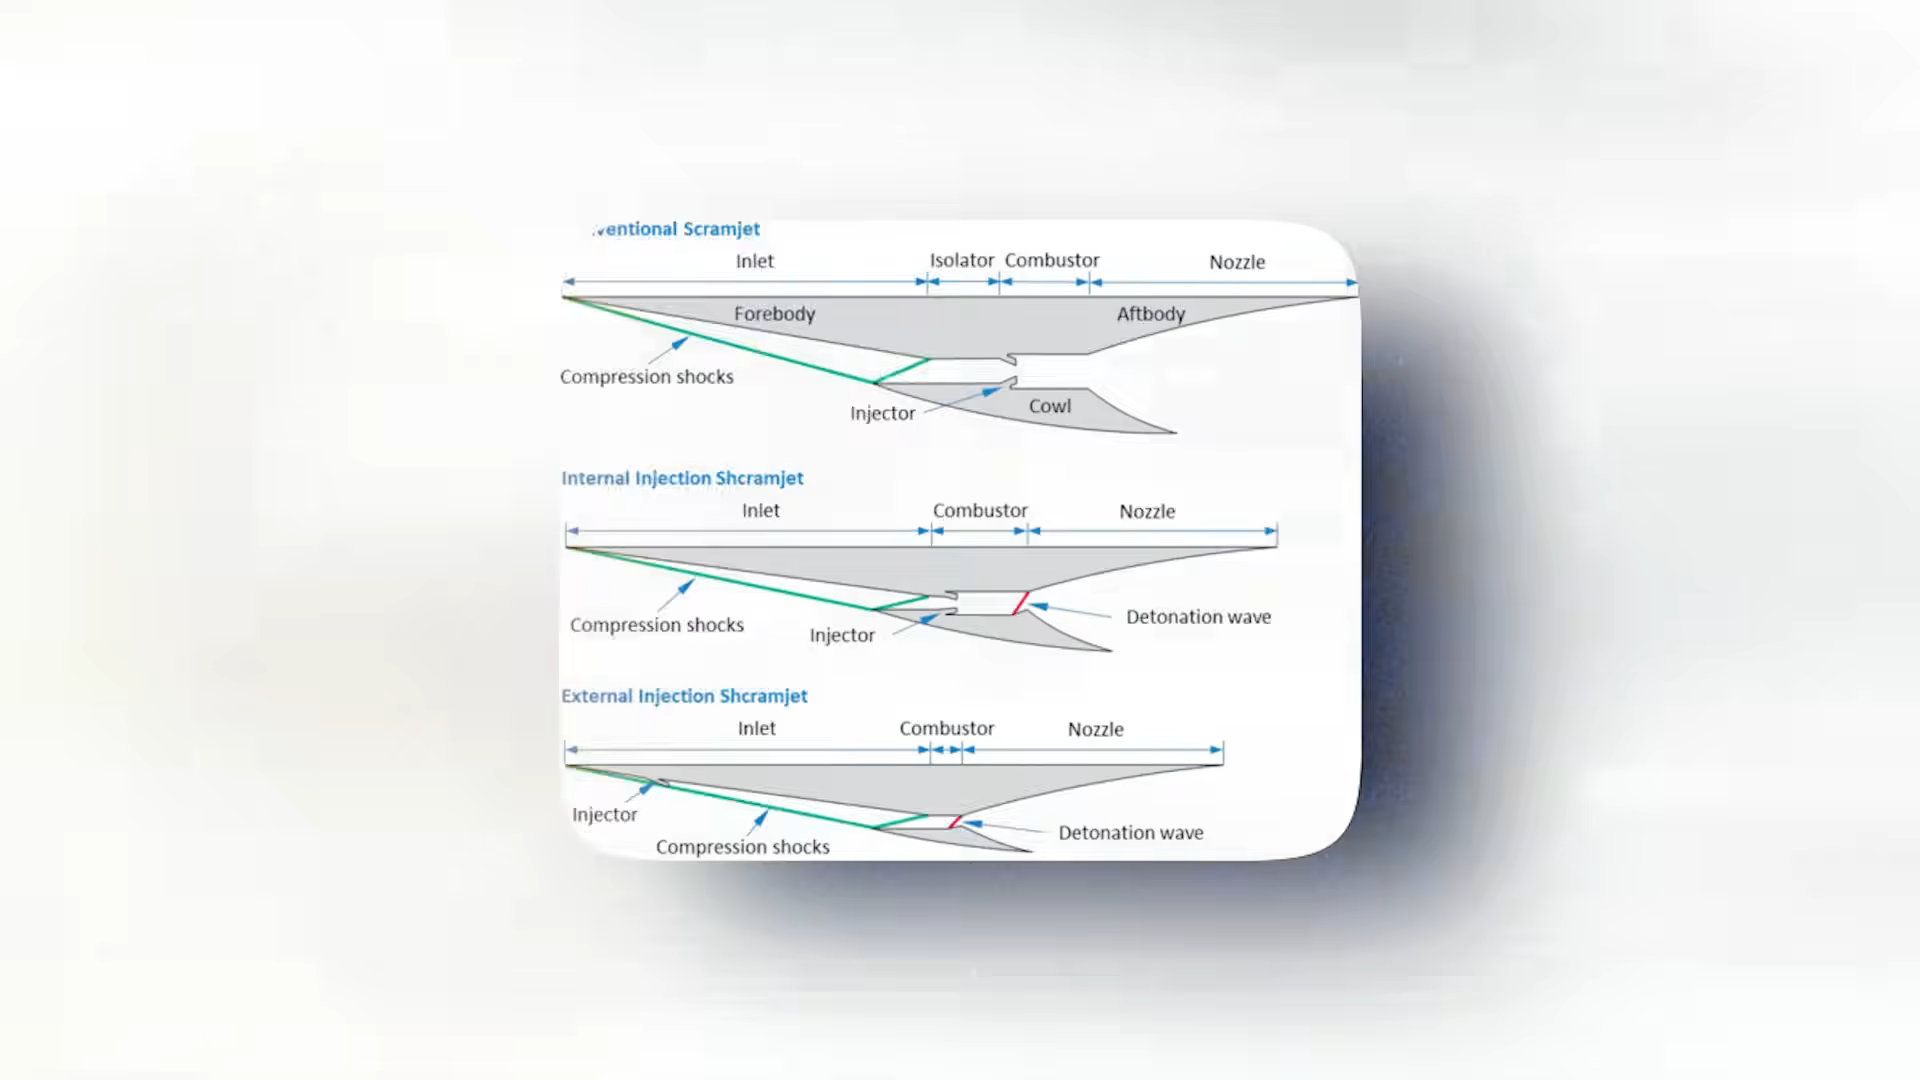 ventional Scramjet
Inlet Isolator Combustor Nozzle
Forebody Aftbody
Compression shocks
Injector Cowl
Internal Injection Shcramjet
Inlet Combustor Nozzle
Compression shocks Injector Detonation wave
External Injection Shcramjet
Inlet Combustor Nozzle
Injector
Compression shocks Detonation wave